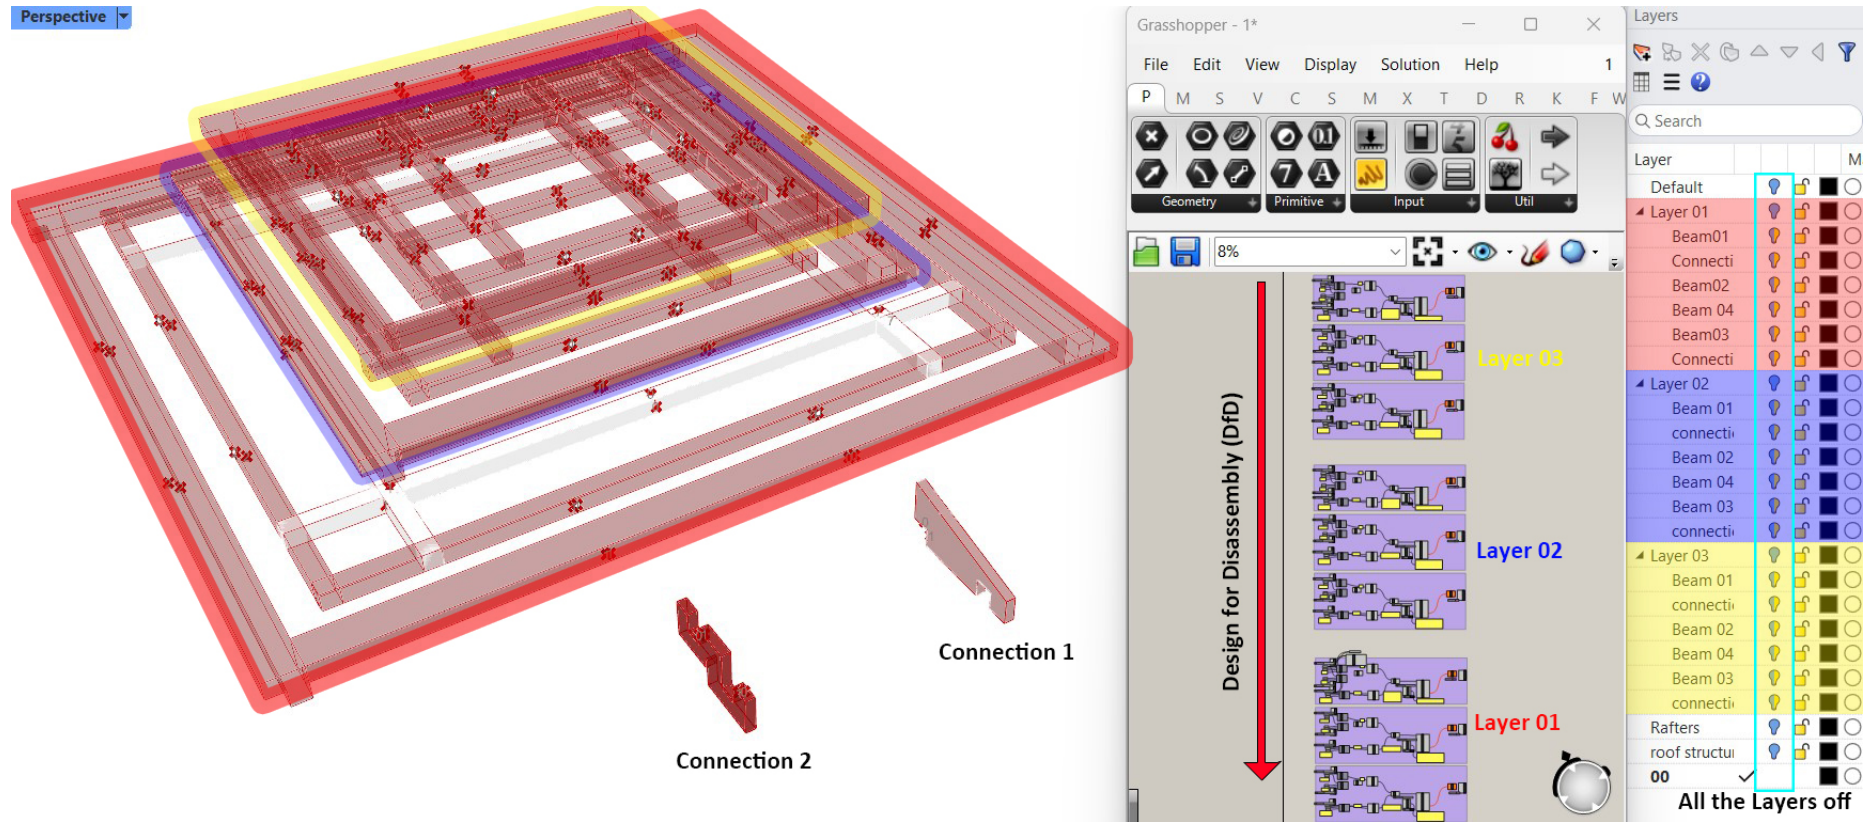 Perspective
Connection 1
Connection 2
Grasshopper - 1*
File Edit View Display Solution Help 1
P M S V C S M X T D R K F W
Geometry Primitive Input Util
8%
Design for Disassembly (DfD)
Layer 03
Layer 02
Layer 01
Layers
Search
Layer M
Default
Layer 01
Beam01
Connecti
Beam02
Beam 04
Beam03
Connecti
Layer 02
Beam 01
connecti
Beam 02
Beam 04
Beam 03
connecti
Layer 03
Beam 01
connecti
Beam 02
Beam 04
Beam 03
connecti
Rafters
roof structu
00
All the Layers off